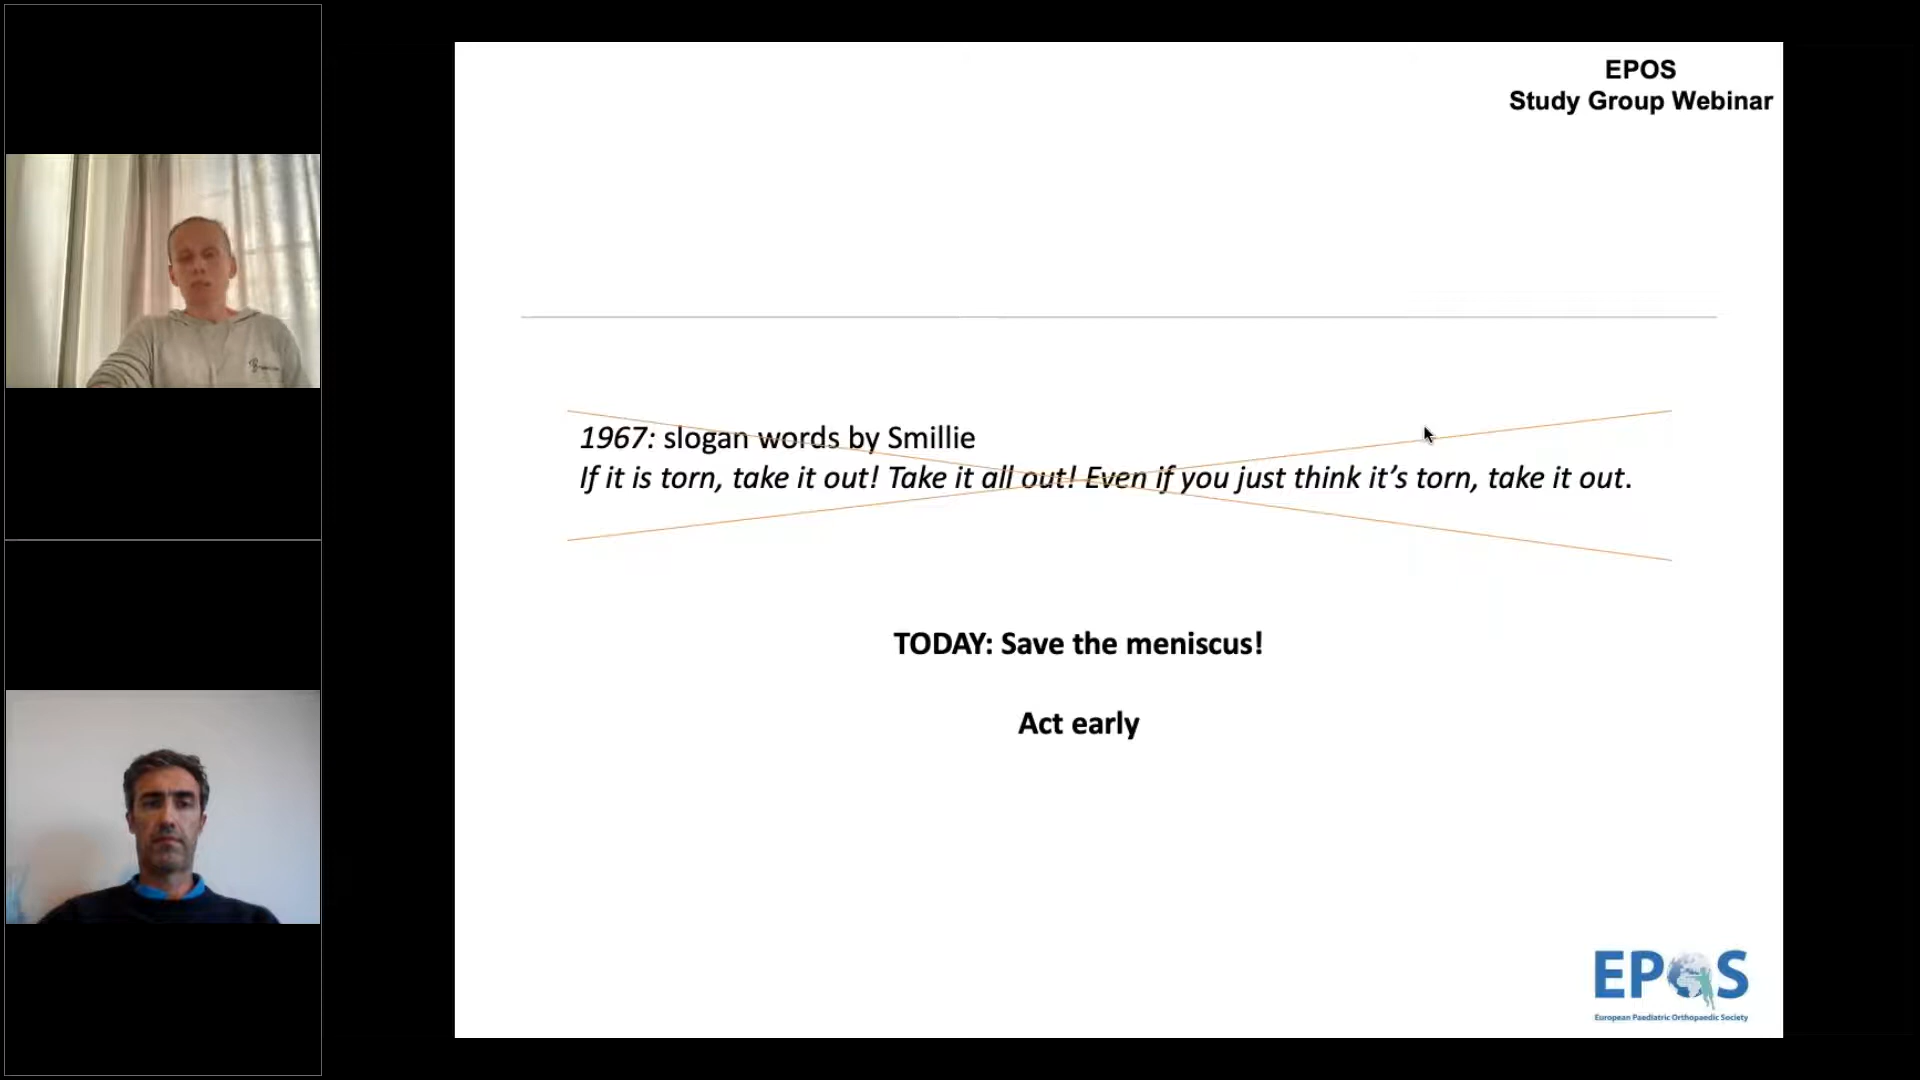 EPOS
Study Group Webinar
1967: slogan words by Smillie
If it is torn, take it out! Take it all out! Even if you just think it’s torn, take it out.
TODAY: Save the meniscus!
Act early
EPOS
European Paediatric Orthopaedic Society